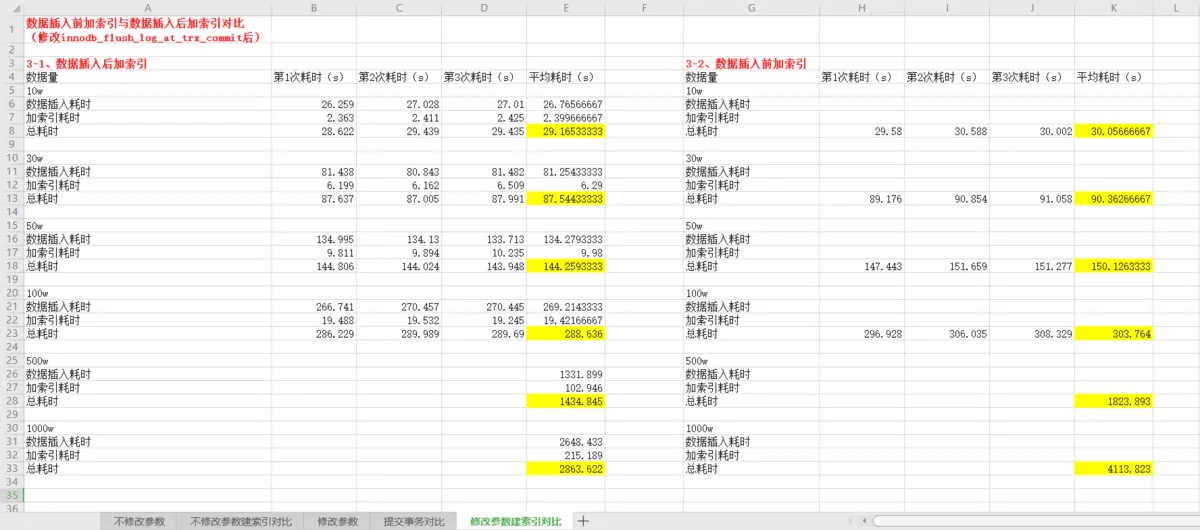 A B C D E F G H I J K L
1 数据插入前加索引与数据插入后加索引对比
（修改innodb_flush_log_at_trx_commit后）
2
3 3-1、数据插入后加索引 3-2、数据插入前加索引
4 数据量 第1次耗时（s） 第2次耗时（s） 第3次耗时（s） 平均耗时（s） 数据量 第1次耗时（s） 第2次耗时（s） 第3次耗时（s） 平均耗时（s）
5 10w 10w
6 数据插入耗时 26.259 27.028 27.01 26.76566667 数据插入耗时
7 加索引耗时 2.363 2.411 2.425 2.399666667 加索引耗时
8 总耗时 28.622 29.439 29.435 29.16533333 总耗时 29.58 30.588 30.002 30.05666667
9
10 30w 30w
11 数据插入耗时 81.438 80.843 81.482 81.25433333 数据插入耗时
12 加索引耗时 6.199 6.162 6.509 6.29 加索引耗时
13 总耗时 87.637 87.005 87.991 87.54433333 总耗时 89.176 90.854 91.058 90.36266667
14
15 50w 50w
16 数据插入耗时 134.995 134.13 133.713 134.2793333 数据插入耗时
17 加索引耗时 9.811 9.894 10.235 9.98 加索引耗时
18 总耗时 144.806 144.024 143.948 144.2593333 总耗时 147.443 151.659 151.277 150.1263333
19
20 100w 100w
21 数据插入耗时 266.741 270.457 270.445 269.2143333 数据插入耗时
22 加索引耗时 19.488 19.532 19.245 19.42166667 加索引耗时
23 总耗时 286.229 289.989 289.69 288.636 总耗时 296.928 306.035 308.329 303.764
24
25 500w 500w
26 数据插入耗时 1331.899 数据插入耗时
27 加索引耗时 102.946 加索引耗时
28 总耗时 1434.845 总耗时 1823.893
29
30 1000w 1000w
31 数据插入耗时 2648.433 数据插入耗时
32 加索引耗时 215.189 加索引耗时
33 总耗时 2863.622 总耗时 4113.823
34
35
36
不修改参数 不修改参数建索引对比 修改参数 提交事务对比 修改参数建索引对比